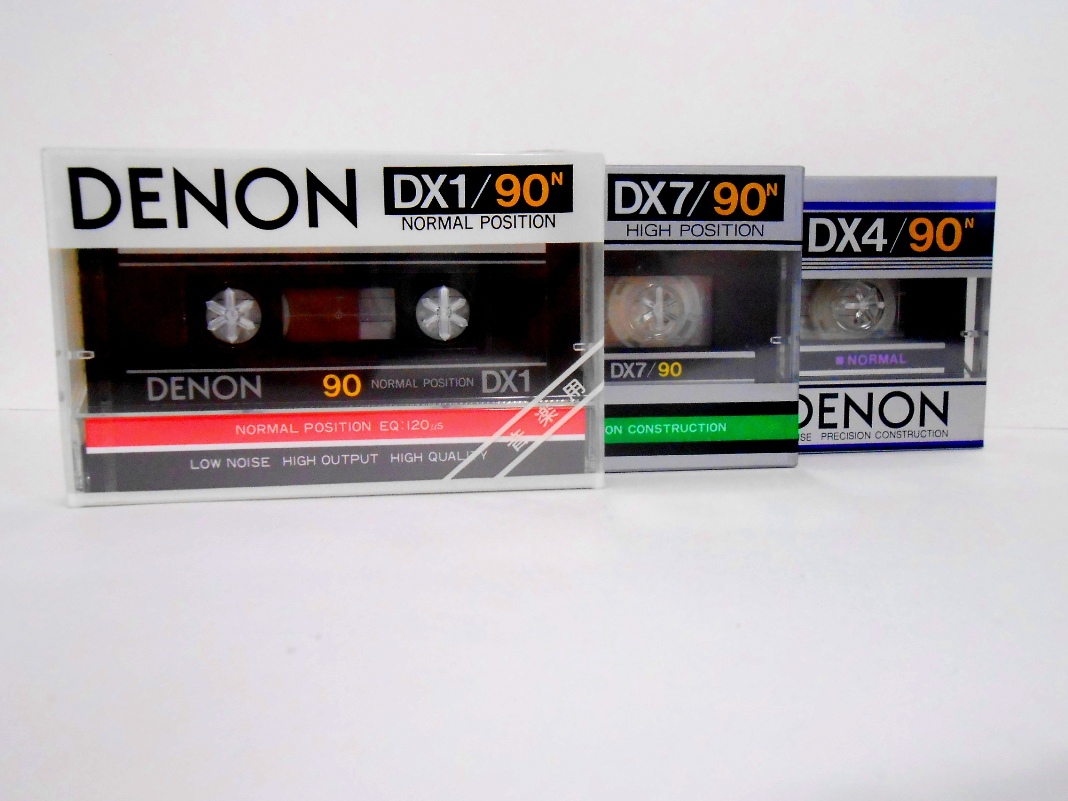 DENON
DX1/90N
NORMAL POSITION
DENON 90 NORMAL POSITION DX1
NORMAL POSITION EQ:120μs
LOW NOISE HIGH OUTPUT HIGH QUALITY
音楽用
DX7/90N
HIGH POSITION
DX7/90
ON CONSTRUCTION
DX4/90N
NORMAL
DENON
PRECISION CONSTRUCTION